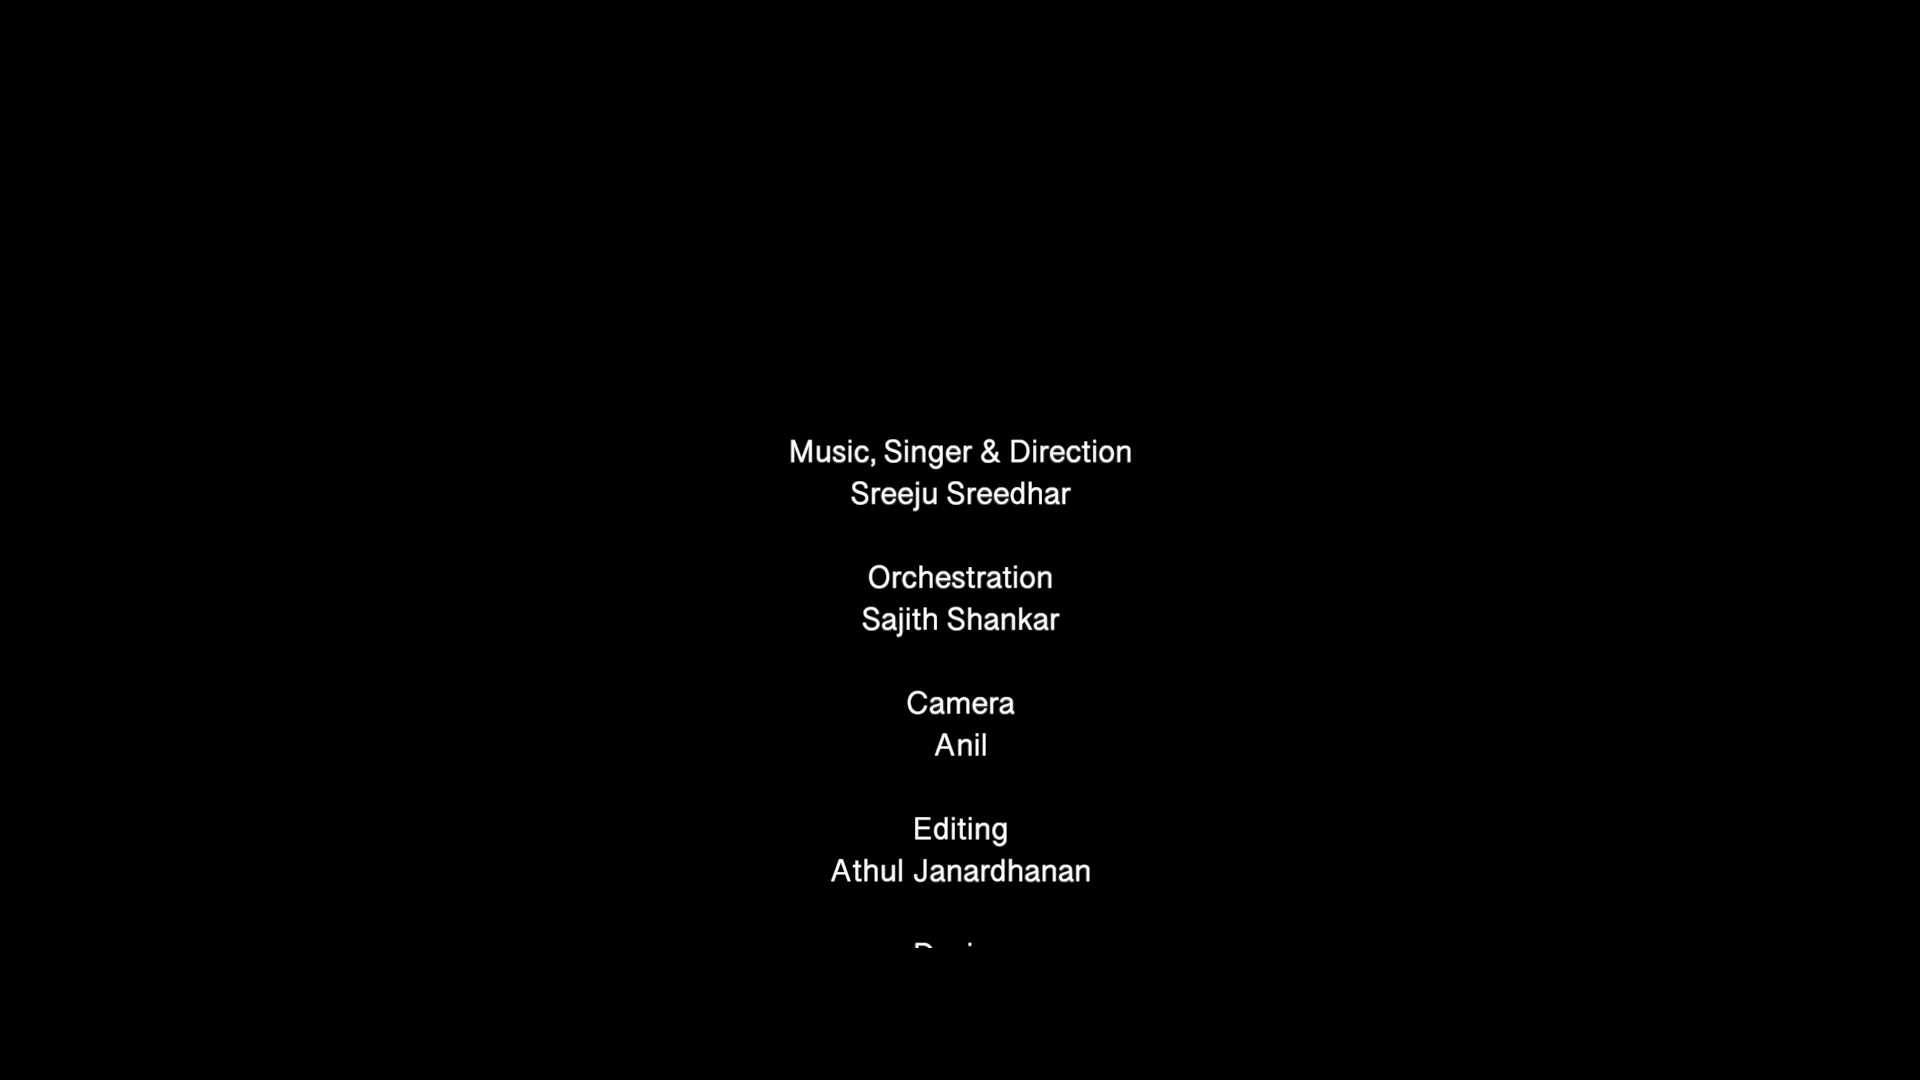 Music, Singer & Direction
Sreeju Sreedhar
Orchestration
Sajith Shankar
Camera
Anil
Editing
Athul Janardhanan